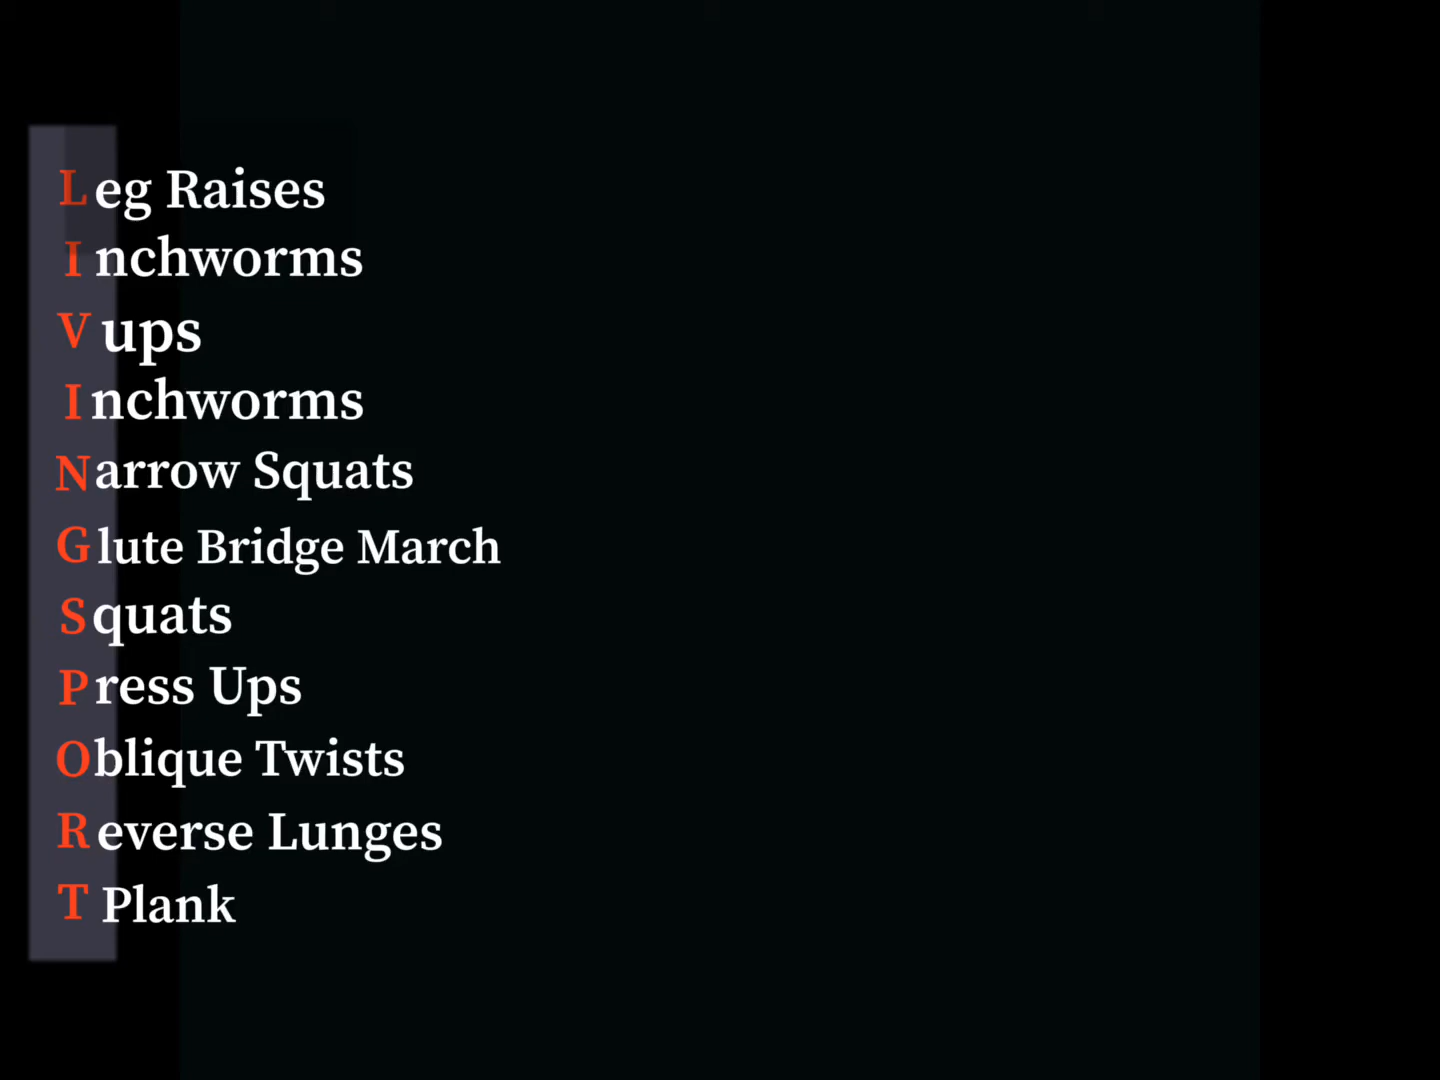 Leg Raises
Inchworms
V ups
Inchworms
Narrow Squats
Glute Bridge March
Squats
Press Ups
Oblique Twists
Reverse Lunges
T Plank